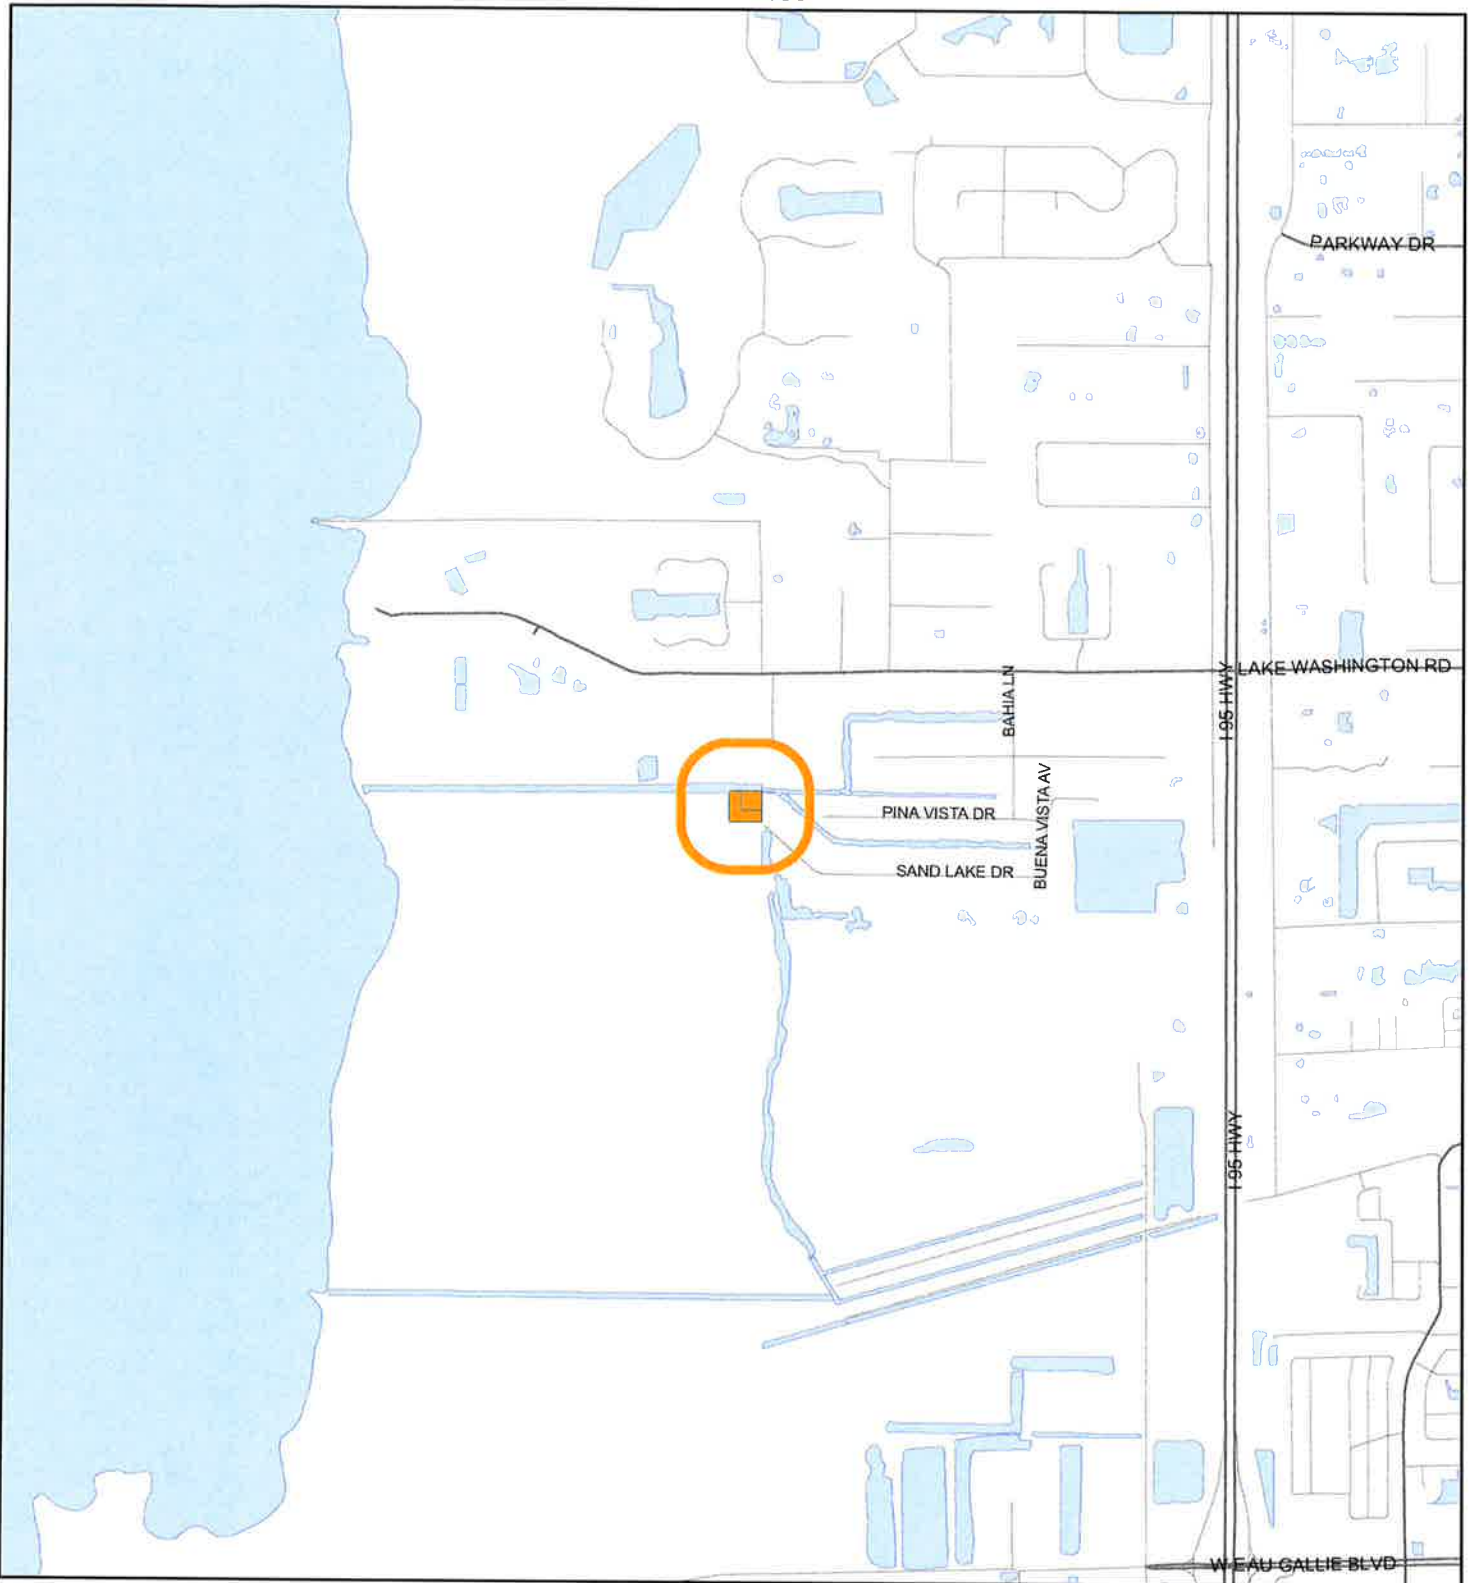 PARKWAY DR
LAKE WASHINGTON RD
BAHIA LN
I 95 HWY
BUENA VISTA AV
PINA VISTA DR
SAND LAKE DR
I 95 HWY
W EAU GALLIE BLVD